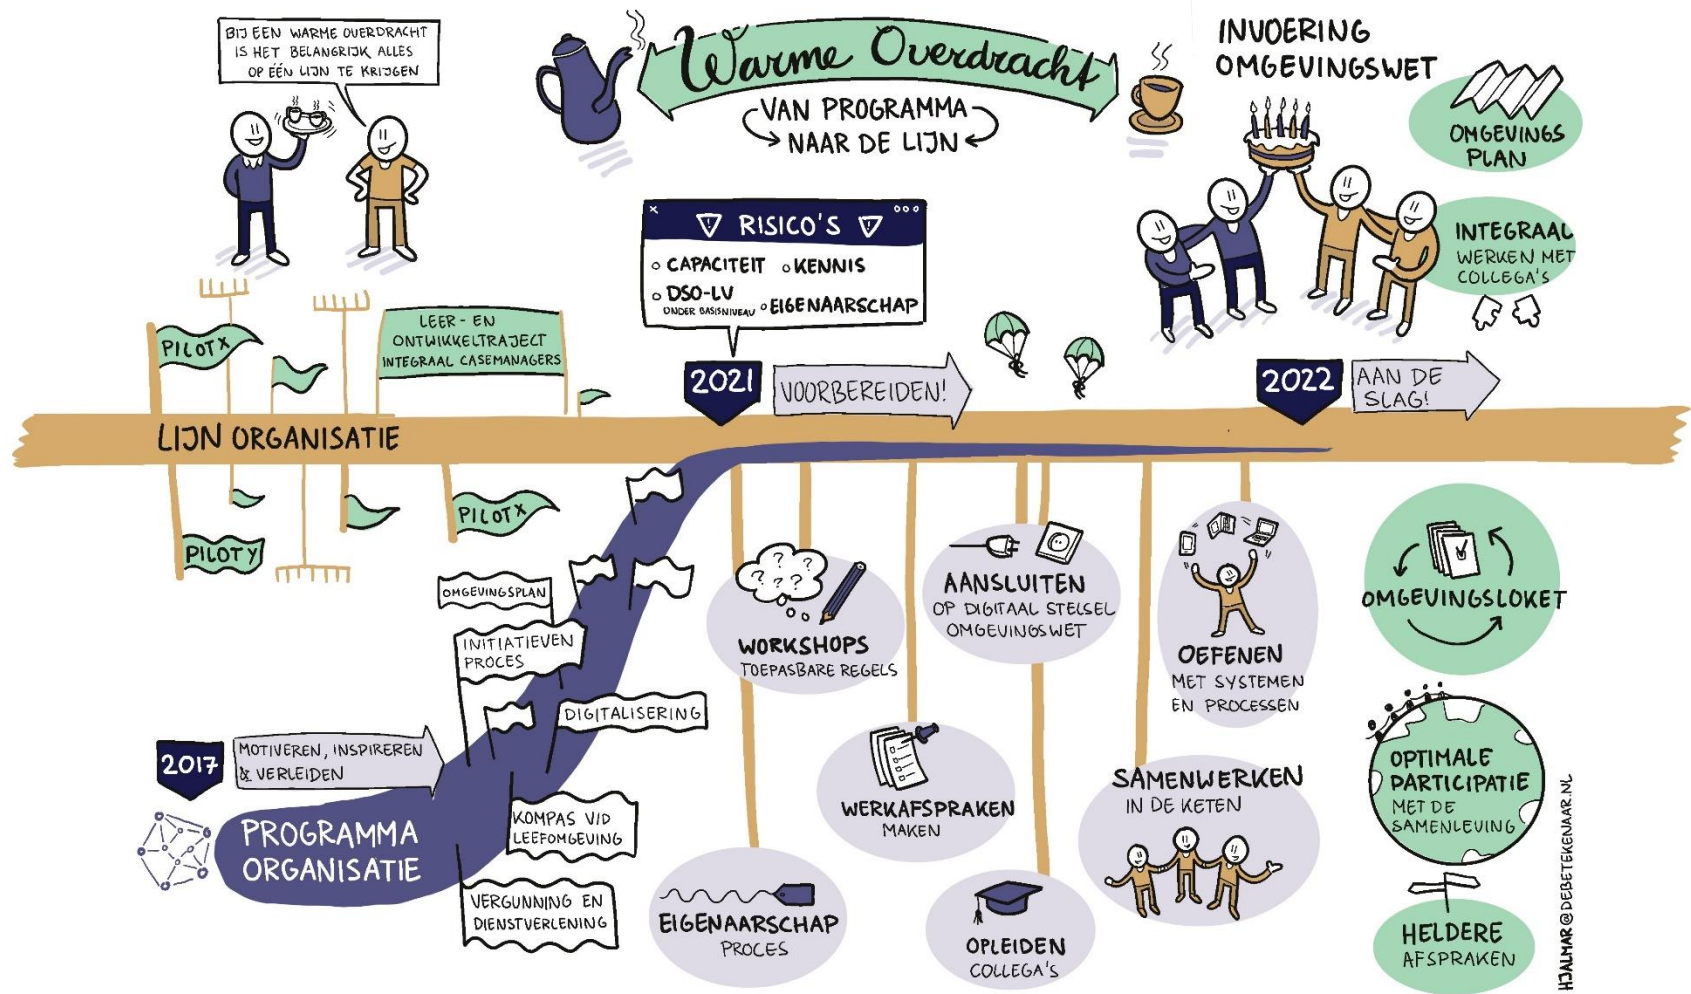 BIJ EEN WARME OVERDRACHT
IS HET BELANGRIJK ALLES
OP ÉÉN LIJN TE KRIJGEN
Warme Overdracht
VAN PROGRAMMA
NAAR DE LIJN
INVOERING
OMGEVINGSWET
OMGEVINGS
PLAN
INTEGRAAL
WERKEN MET
COLLEGA'S
RISICO'S
CAPACITEIT
KENNIS
DSO-LV
ONDER BASISNIVEAU
EIGENAARSCHAP
PILOT X
LEER- EN
ONTWIKKELTRAJECT
INTEGRAAL CASEMANAGERS
2021
VOORBEREIDEN!
2022
AAN DE
SLAG!
LIJN ORGANISATIE
PILOT X
PILOT Y
OMGEVINGSPLAN
INITIATIEVEN
PROCES
DIGITALISERING
2017
MOTIVEREN, INSPIREREN
& VERLEIDEN
PROGRAMMA
ORGANISATIE
KOMPAS VID
LEEFOMGEVING
VERGUNNING EN
DIENSTVERLENING
? ? ?
? ? ?
WORKSHOPS
TOEPASBARE REGELS
AANSLUITEN
OP DIGITAAL STELSEL
OMGEVINGSWET
OEFENEN
MET SYSTEMEN
EN PROCESSEN
WERKAFSPRAKEN
MAKEN
SAMENWERKEN
IN DE KETEN
EIGENAARSCHAP
PROCES
OPLEIDEN
COLLEGA'S
OMGEVINGSLOKET
OPTIMALE
PARTICIPATIE
MET DE
SAMENLEVING
HELDERE
AFSPRAKEN
HJALMAR@DEBETEKENAAR.NL